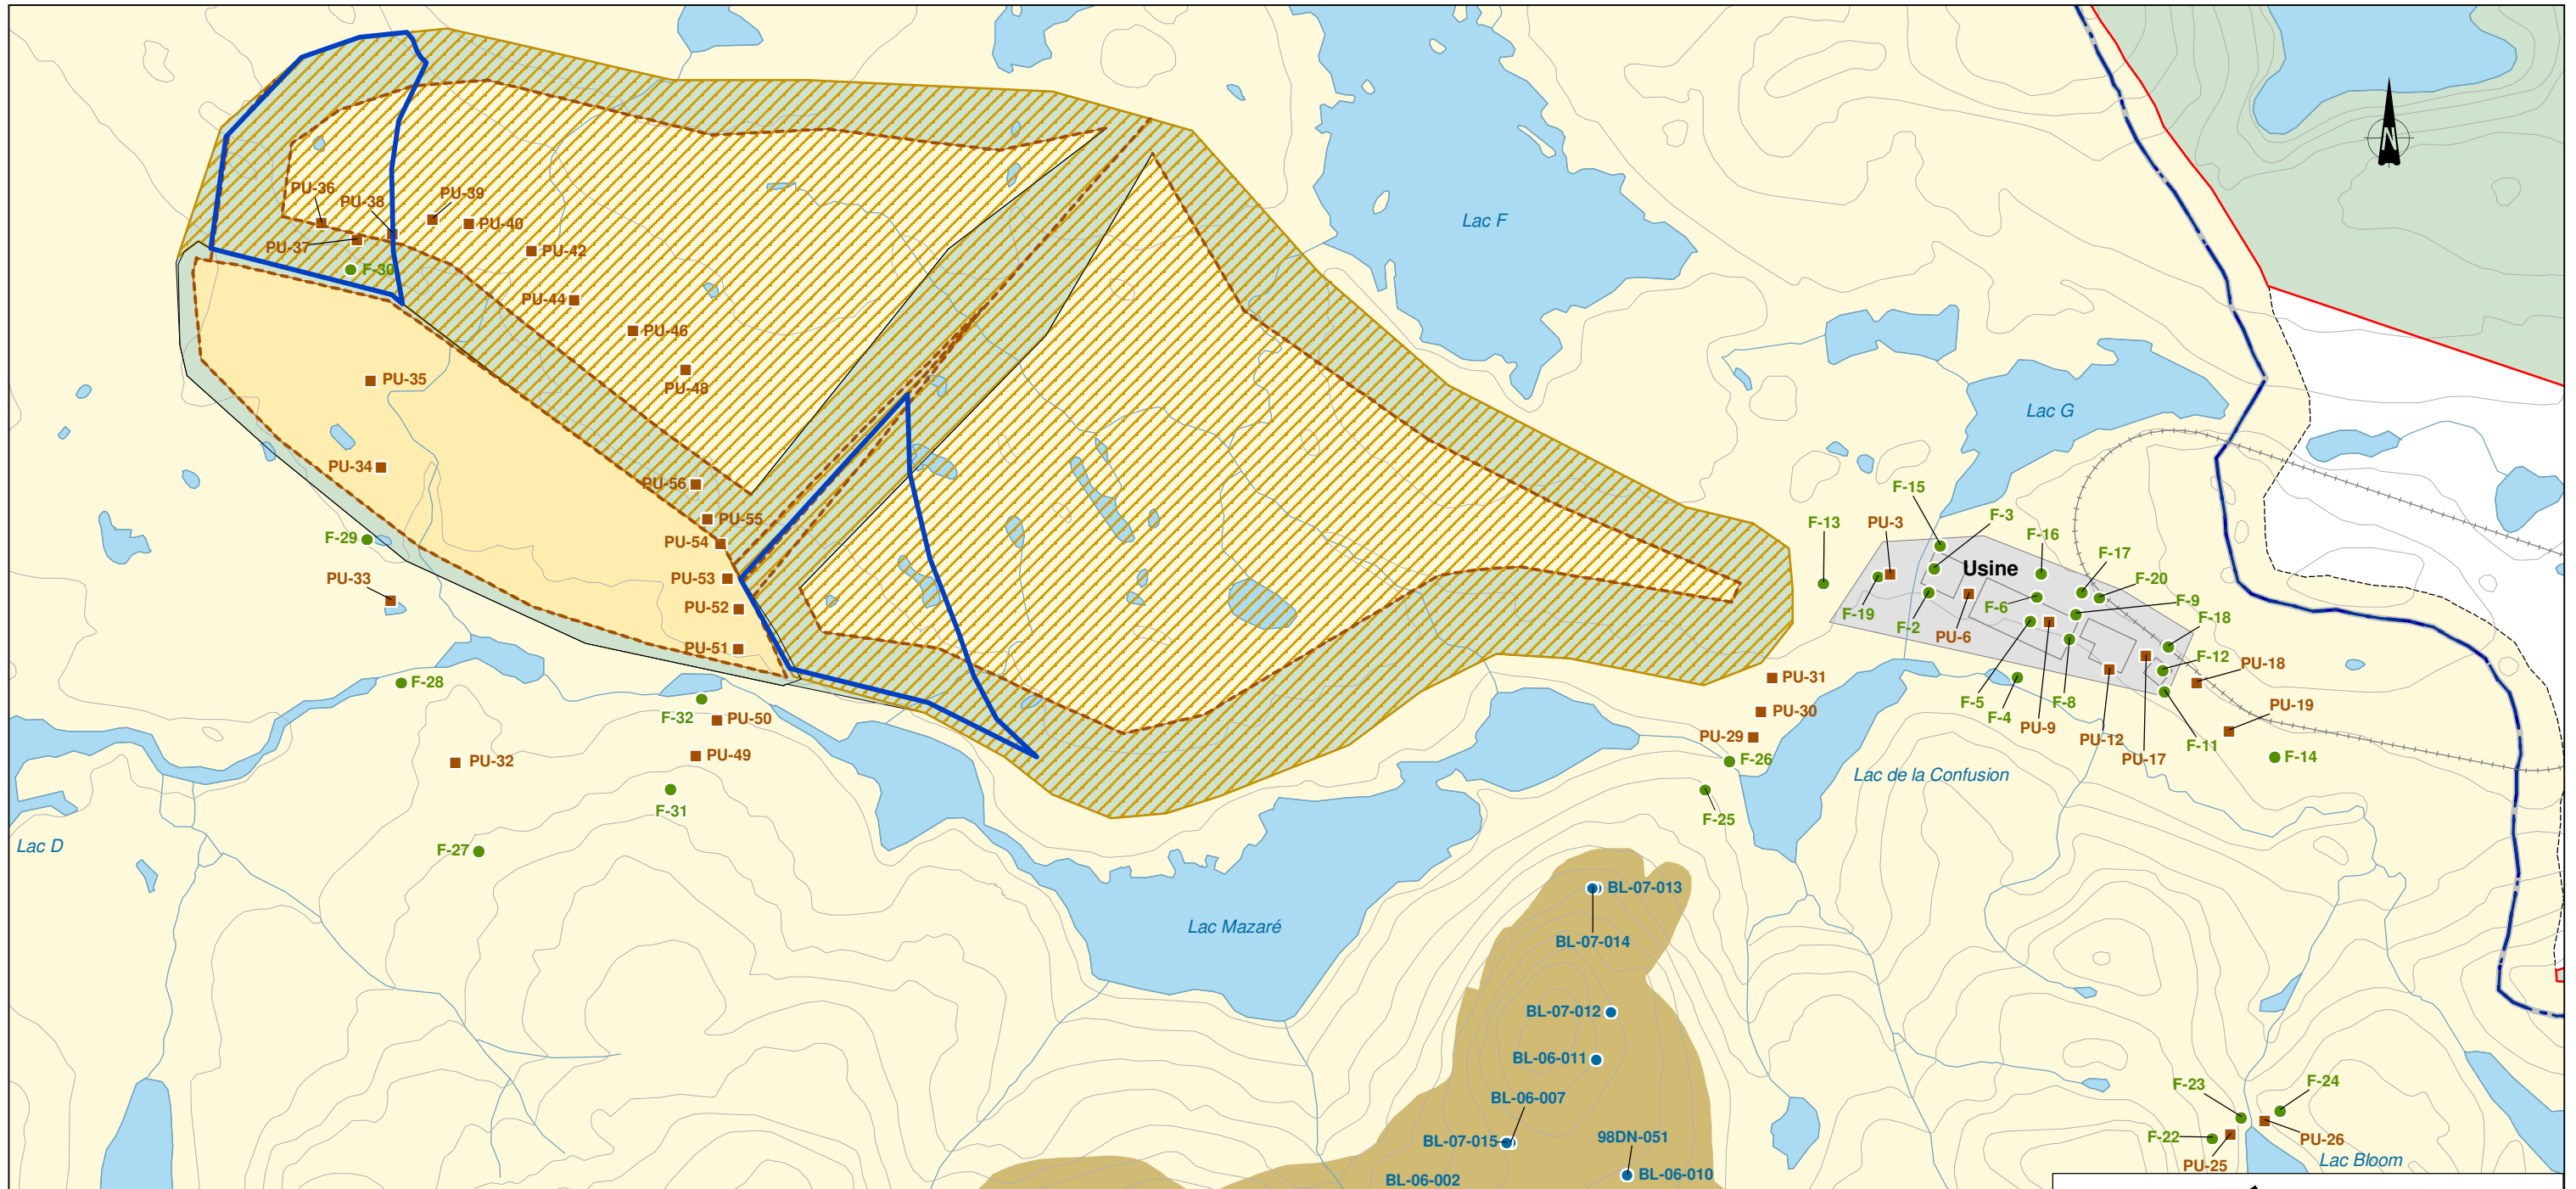 N
PU-36
PU-38
PU-39
PU-40
PU-37
PU-42
F-30
PU-44
PU-46
PU-48
PU-35
PU-34
PU-56
PU-55
PU-54
F-29
PU-33
PU-53
PU-52
PU-51
F-28
F-32
PU-50
PU-49
PU-32
F-31
F-27
Lac D
Lac F
Lac G
F-15
F-3
F-13
PU-3
F-16
F-17
Usine
F-20
F-19
F-2
F-6
F-9
PU-6
F-18
F-12
PU-18
F-5
F-4
F-8
PU-9
PU-12
PU-17
F-11
PU-19
F-14
PU-31
PU-30
PU-29
F-26
F-25
Lac de la Confusion
Lac Mazaré
BL-07-013
BL-07-014
BL-07-012
BL-06-011
BL-06-007
BL-07-015
98DN-051
BL-06-010
BL-06-002
F-23
F-24
F-22
PU-25
PU-26
Lac Bloom